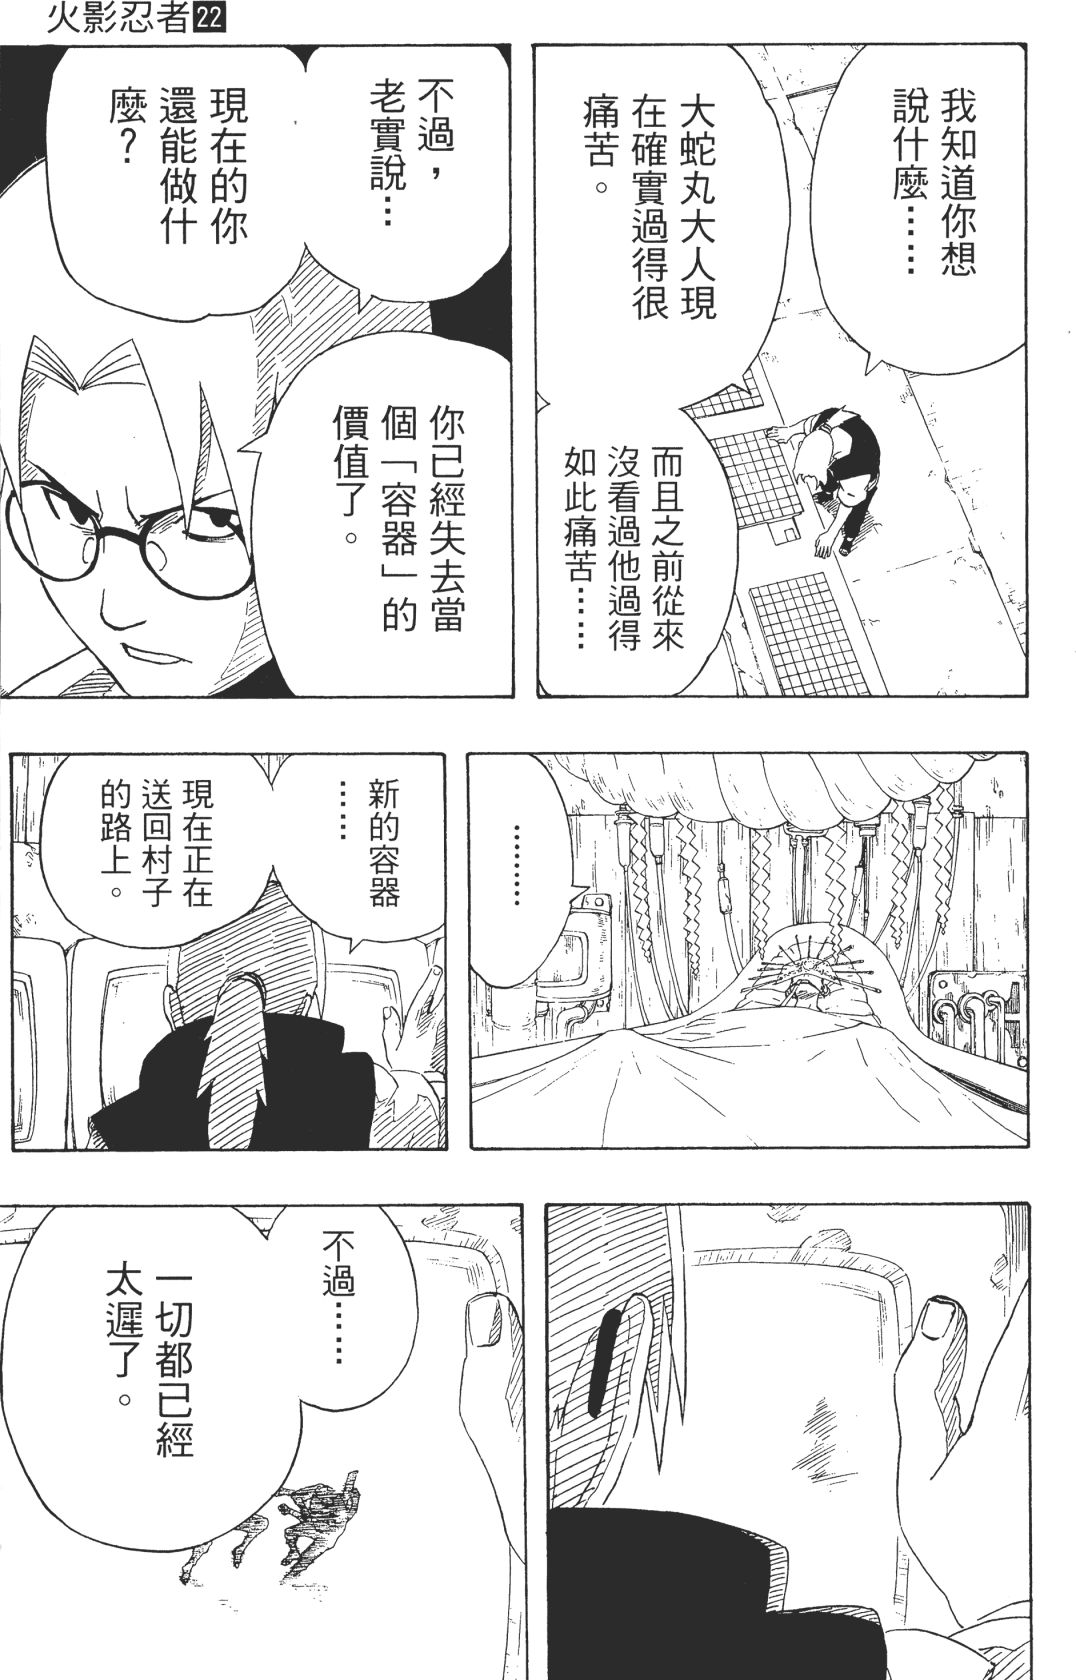 火影忍者22
我知道你想
說什麼……
大蛇丸大人現
在確實過得很
痛苦。
而且之前從來
沒看過他過得
如此痛苦……
不過，
老實說…
現在的你
還能做什
麼？
你已經失去當
個「容器」的
價值了。
………
新的容器
……
現在正在
送回村子
的路上。
不過……
一切都已經
太遲了。